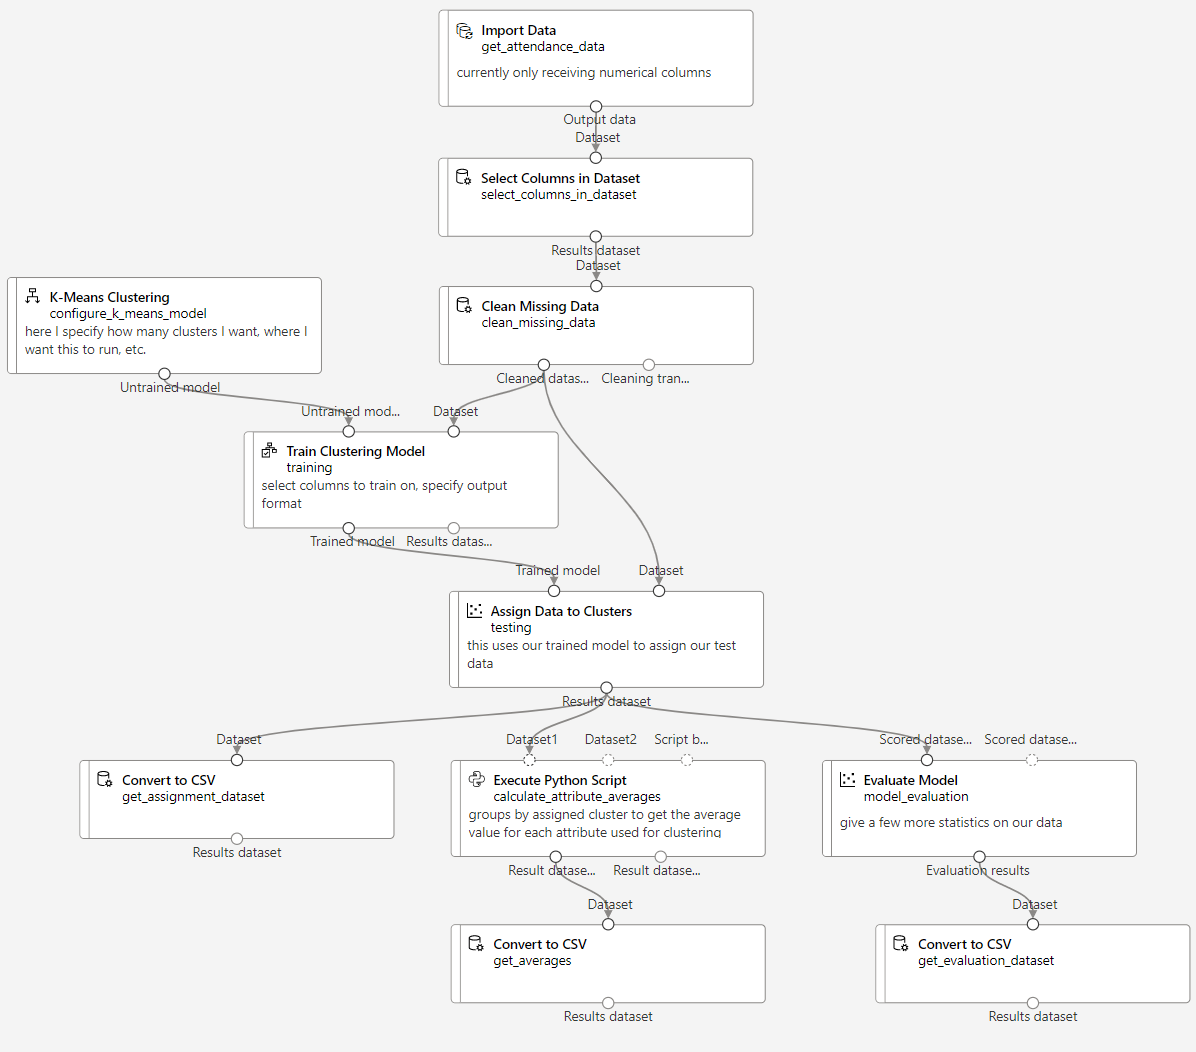 Import Data
get_attendance_data
currently only receiving numerical columns
Output data
Dataset
Select Columns in Dataset
select_columns_in_dataset
Results dataset
Dataset
K-Means Clustering
configure_k_means_model
here I specify how many clusters I want, where I
want this to run, etc.
Untrained model
Clean Missing Data
clean_missing_data
Cleaned datas...
Cleaning tran...
Untrained mod...
Dataset
Train Clustering Model
training
select columns to train on, specify output
format
Trained model
Results datas...
Trained model
Dataset
Assign Data to Clusters
testing
this uses our trained model to assign our test
data
Results dataset
Dataset
Dataset1
Dataset2
Script b...
Scored datase...
Scored datase...
Convert to CSV
get_assignment_dataset
Results dataset
Execute Python Script
calculate_attribute_averages
groups by assigned cluster to get the average
value for each attribute used for clustering
Result datase...
Result datase...
Evaluate Model
model_evaluation
give a few more statistics on our data
Evaluation results
Dataset
Convert to CSV
get_averages
Results dataset
Dataset
Convert to CSV
get_evaluation_dataset
Results dataset